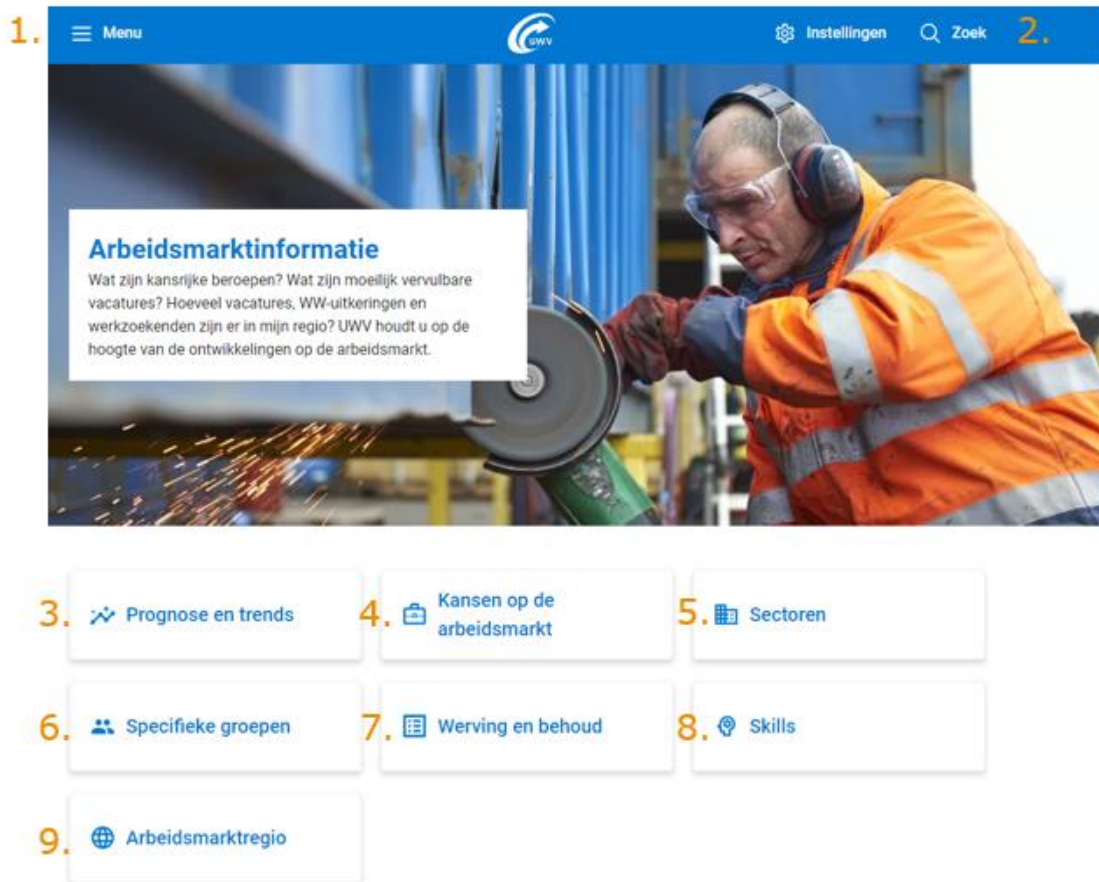 1. Menu UWV Instellingen Zoek 2.
Arbeidsmarktinformatie
Wat zijn kansrijke beroepen? Wat zijn moeilijk vervulbare
vacatures? Hoeveel vacatures, WW-uitkeringen en
werkzoekenden zijn er in mijn regio? UWV houdt u op de
hoogte van de ontwikkelingen op de arbeidsmarkt.
3. Prognose en trends
4. Kansen op de
arbeidsmarkt
5. Sectoren
6. Specifieke groepen
7. Werving en behoud
8. Skills
9. Arbeidsmarktregio